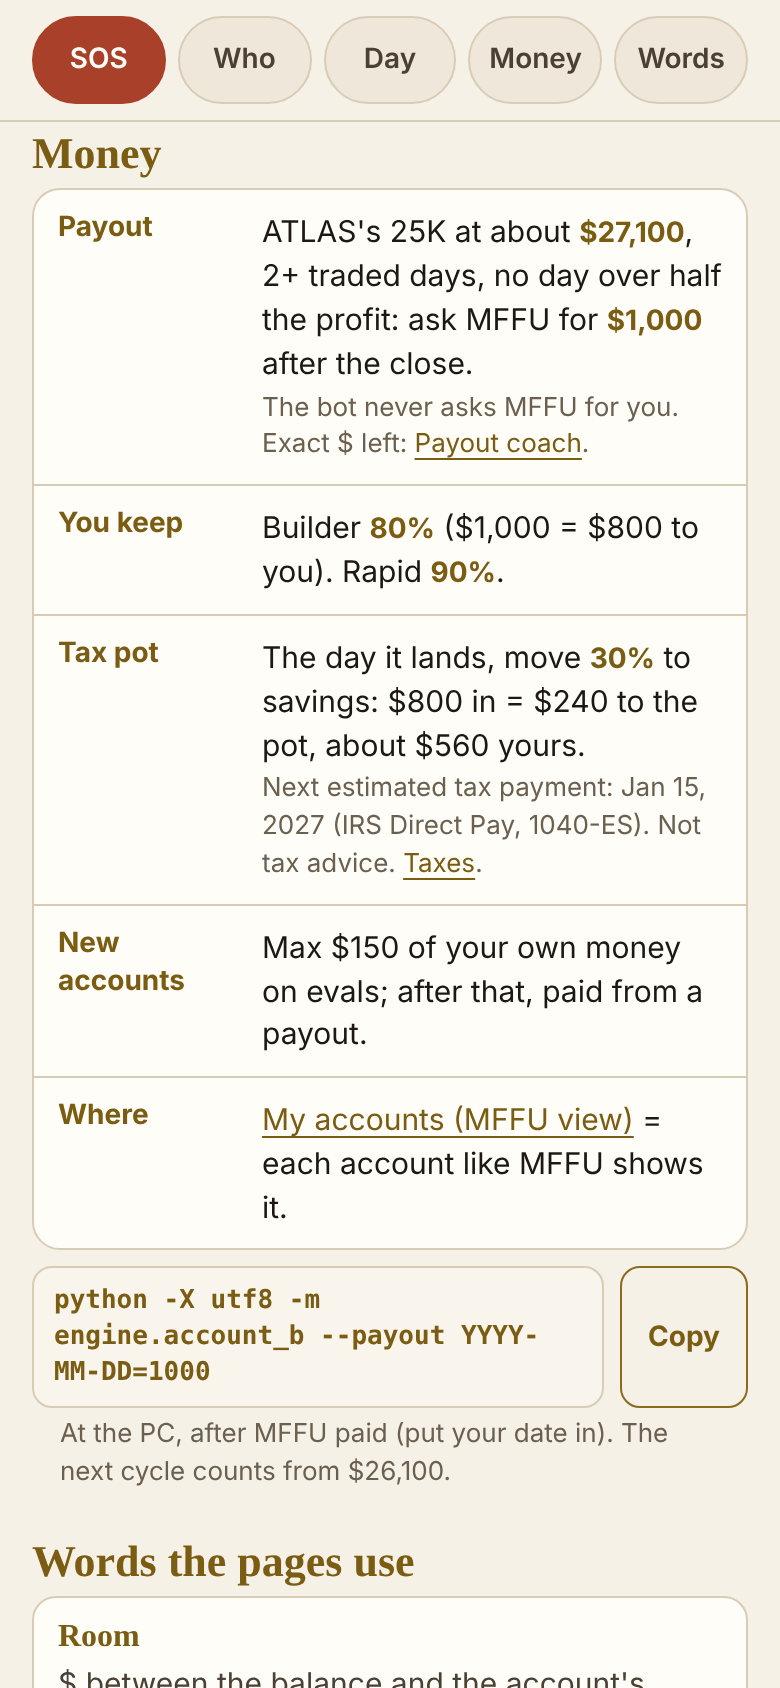 SOS
Who
Day
Money
Words
Money
Payout
ATLAS's 25K at about $27,100,
2+ traded days, no day over half
the profit: ask MFFU for $1,000
after the close.
The bot never asks MFFU for you.
Exact $ left: Payout coach.
You keep
Builder 80% ($1,000 = $800 to
you). Rapid 90%.
Tax pot
The day it lands, move 30% to
savings: $800 in = $240 to the
pot, about $560 yours.
Next estimated tax payment: Jan 15,
2027 (IRS Direct Pay, 1040-ES). Not
tax advice. Taxes.
New
accounts
Max $150 of your own money
on evals; after that, paid from a
payout.
Where
My accounts (MFFU view) =
each account like MFFU shows
it.
python -X utf8 -m
engine.account_b --payout YYYY-
MM-DD=1000
Copy
At the PC, after MFFU paid (put your date in). The
next cycle counts from $26,100.
Words the pages use
Room
$ between the balance and the account's